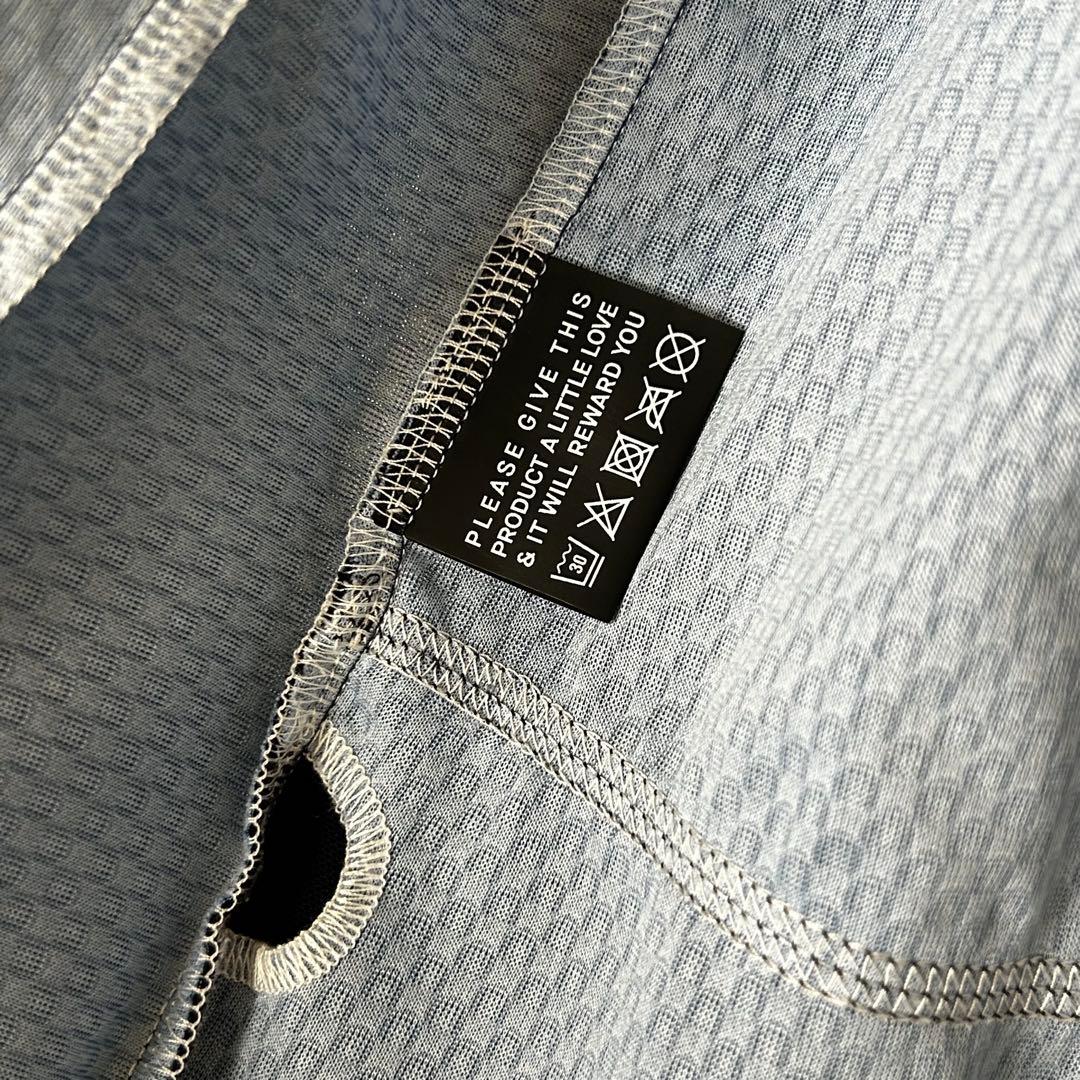 PLEASE GIVE THIS
PRODUCT A LITTLE LOVE
& IT WILL REWARD YOU
30